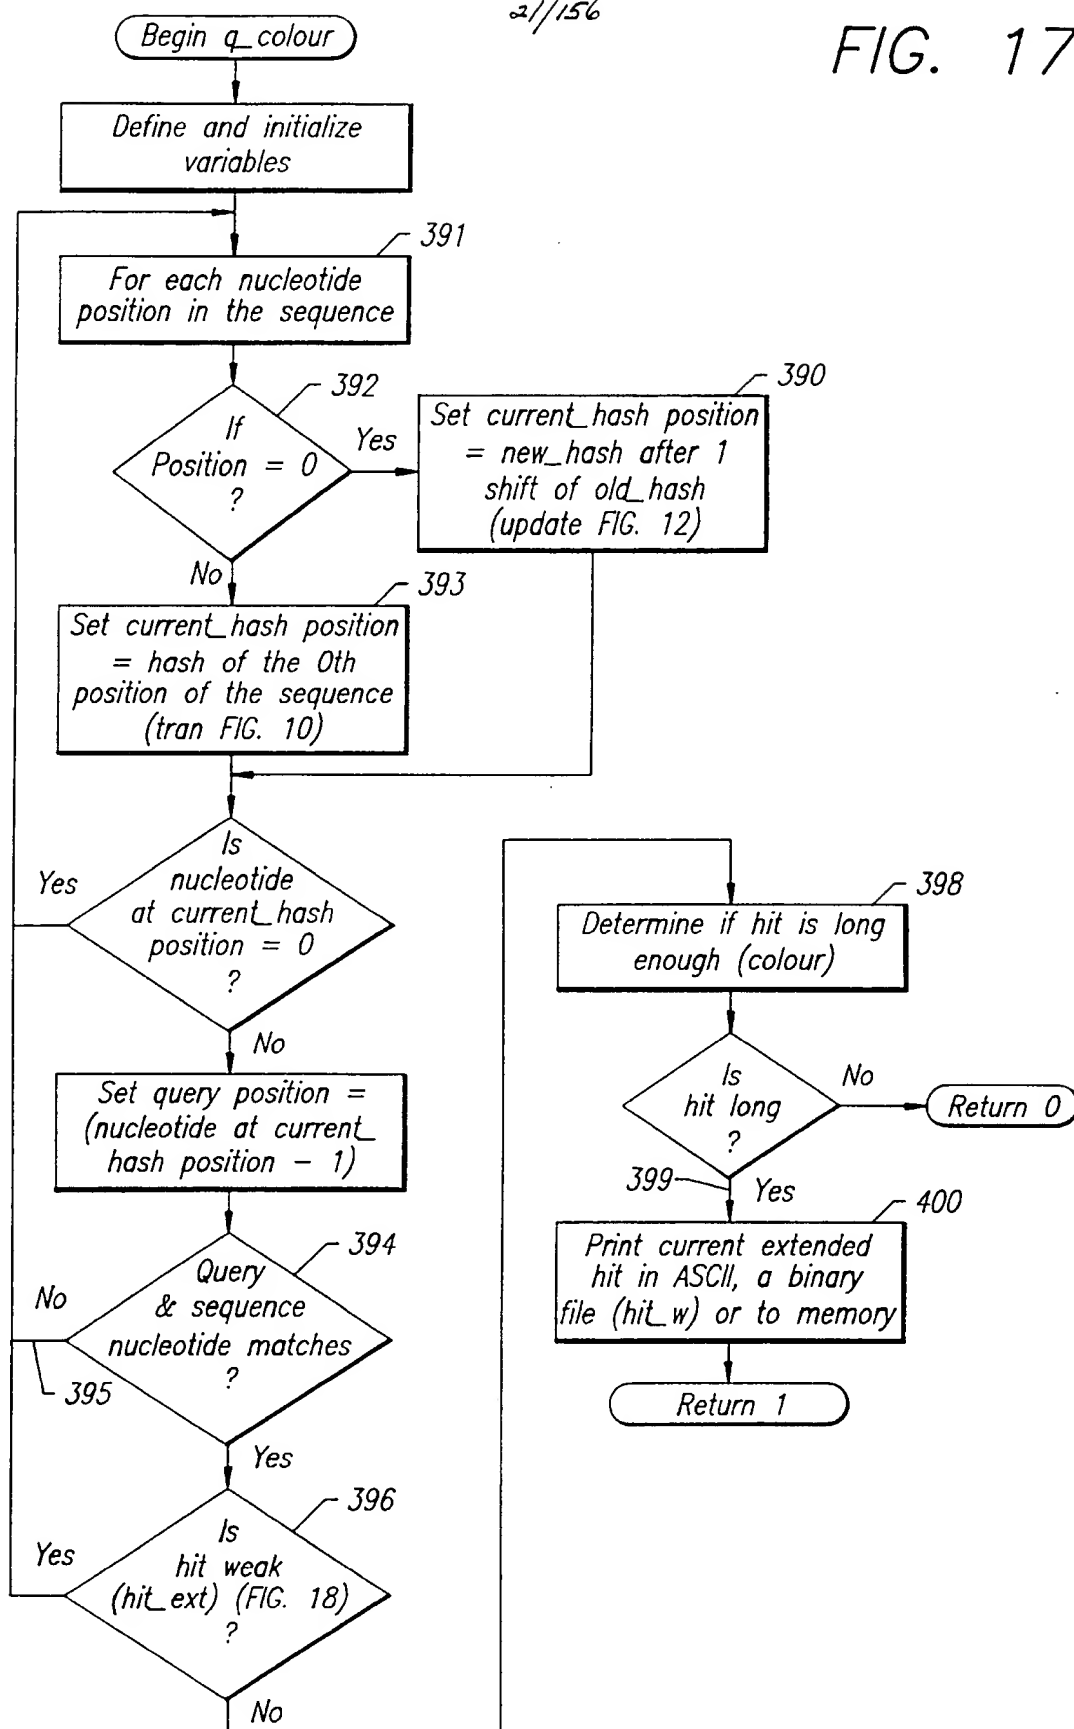 21/156
FIG. 17
Begin q_colour
Define and initialize
variables
391
For each nucleotide
position in the sequence
392
If
Position = 0
?
Yes
No
390
Set current_hash position
= new_hash after 1
shift of old_hash
(update FIG. 12)
393
Set current_hash position
= hash of the 0th
position of the sequence
(tran FIG. 10)
Is
nucleotide
at current_hash
position = 0
?
Yes
No
Set query position =
(nucleotide at current_
hash position - 1)
394
Query
& sequence
nucleotide matches
?
No
395
Yes
396
Is
hit weak
(hit_ext) (FIG. 18)
?
Yes
No
398
Determine if hit is long
enough (colour)
Is
hit long
?
No
Return 0
399
Yes
400
Print current extended
hit in ASCII, a binary
file (hit_w) or to memory
Return 1